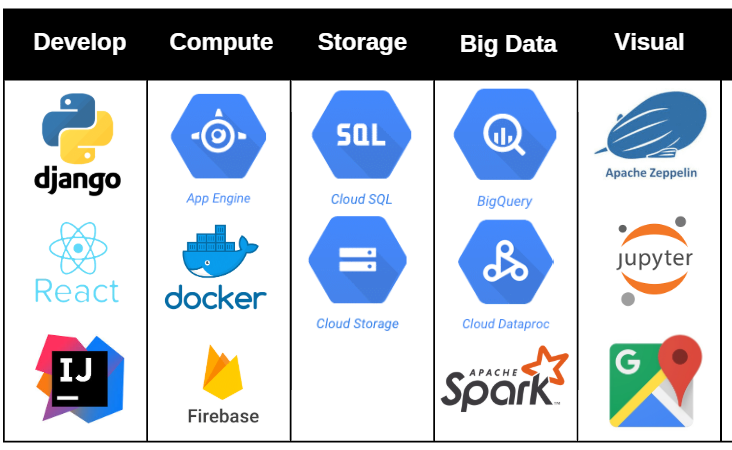 Develop Compute Storage Big Data Visual
django
React
IJ
App Engine
docker
Firebase
SQL
Cloud SQL
Cloud Storage
BigQuery
Cloud Dataproc
APACHE
Spark™
Apache Zeppelin
jupyter
G